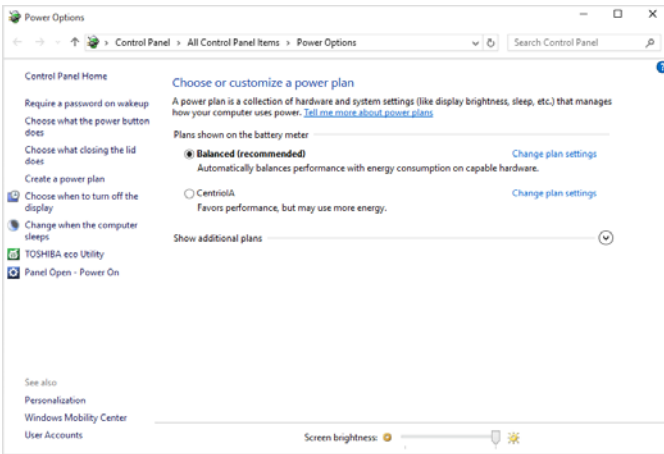 Power Options
Control Panel > All Control Panel Items > Power Options
Search Control Panel
Control Panel Home
Require a password on wakeup
Choose what the power button
does
Choose what closing the lid
does
Create a power plan
Choose when to turn off the
display
Change when the computer
sleeps
TOSHIBA eco Utility
Panel Open - Power On
See also
Personalization
Windows Mobility Center
User Accounts
Choose or customize a power plan
A power plan is a collection of hardware and system settings (like display brightness, sleep, etc.) that manages
how your computer uses power. Tell me more about power plans
Plans shown on the battery meter
Balanced (recommended) Change plan settings
Automatically balances performance with energy consumption on capable hardware.
CentriolA Change plan settings
Favors performance, but may use more energy.
Show additional plans
Screen brightness: